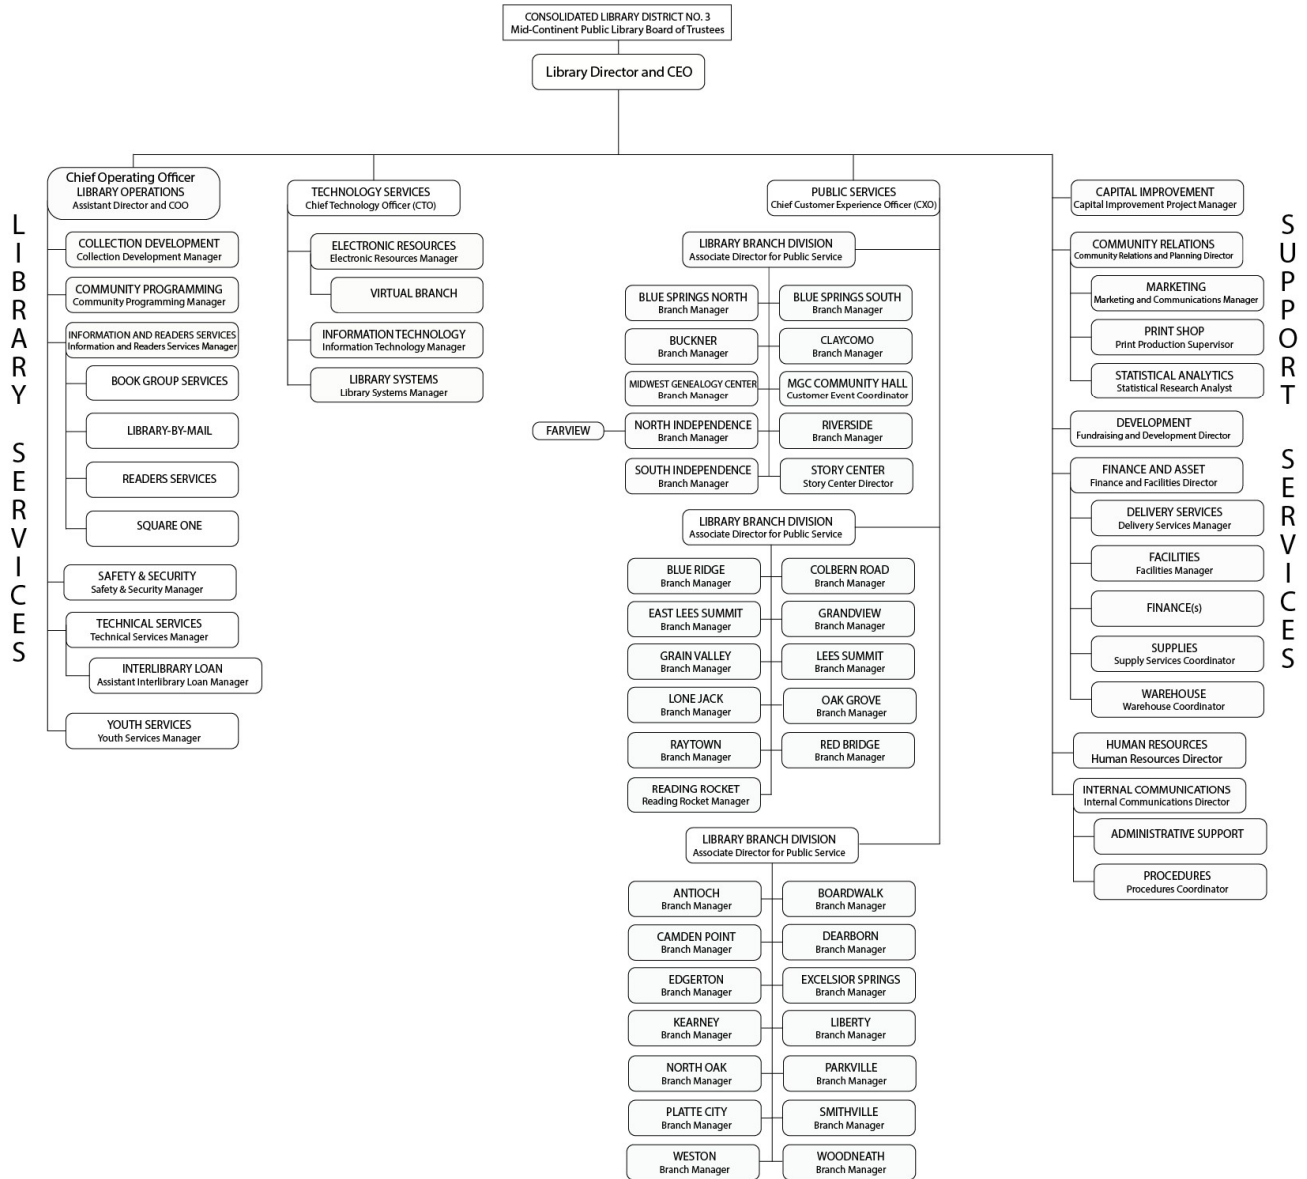 CONSOLIDATED LIBRARY DISTRICT NO. 3
Mid-Continent Public Library Board of Trustees
Library Director and CEO
LIBRARY SERVICES
Chief Operating Officer
LIBRARY OPERATIONS
Assistant Director and COO
COLLECTION DEVELOPMENT
Collection Development Manager
COMMUNITY PROGRAMMING
Community Programming Manager
INFORMATION AND READERS SERVICES
Information and Readers Services Manager
BOOK GROUP SERVICES
LIBRARY-BY-MAIL
READERS SERVICES
SQUARE ONE
SAFETY & SECURITY
Safety & Security Manager
TECHNICAL SERVICES
Technical Services Manager
INTERLIBRARY LOAN
Assistant Interlibrary Loan Manager
YOUTH SERVICES
Youth Services Manager
TECHNOLOGY SERVICES
Chief Technology Officer (CTO)
ELECTRONIC RESOURCES
Electronic Resources Manager
VIRTUAL BRANCH
INFORMATION TECHNOLOGY
Information Technology Manager
LIBRARY SYSTEMS
Library Systems Manager
PUBLIC SERVICES
Chief Customer Experience Officer (CXO)
LIBRARY BRANCH DIVISION
Associate Director for Public Service
BLUE SPRINGS NORTH
Branch Manager
BLUE SPRINGS SOUTH
Branch Manager
BUCKNER
Branch Manager
CLAYCOMO
Branch Manager
MIDWEST GENEALOGY CENTER
Branch Manager
MGC COMMUNITY HALL
Customer Event Coordinator
FARVIEW
NORTH INDEPENDENCE
Branch Manager
RIVERSIDE
Branch Manager
SOUTH INDEPENDENCE
Branch Manager
STORY CENTER
Story Center Director
LIBRARY BRANCH DIVISION
Associate Director for Public Service
BLUE RIDGE
Branch Manager
COLBERN ROAD
Branch Manager
EAST LEES SUMMIT
Branch Manager
GRANDVIEW
Branch Manager
GRAIN VALLEY
Branch Manager
LEES SUMMIT
Branch Manager
LONE JACK
Branch Manager
OAK GROVE
Branch Manager
RAYTOWN
Branch Manager
RED BRIDGE
Branch Manager
READING ROCKET
Reading Rocket Manager
LIBRARY BRANCH DIVISION
Associate Director for Public Service
ANTIOCH
Branch Manager
BOARDWALK
Branch Manager
CAMDEN POINT
Branch Manager
DEARBORN
Branch Manager
EDGERTON
Branch Manager
EXCELSIOR SPRINGS
Branch Manager
KEARNEY
Branch Manager
LIBERTY
Branch Manager
NORTH OAK
Branch Manager
PARKVILLE
Branch Manager
PLATTE CITY
Branch Manager
SMITHVILLE
Branch Manager
WESTON
Branch Manager
WOODNEATH
Branch Manager
CAPITAL IMPROVEMENT
Capital Improvement Project Manager
COMMUNITY RELATIONS
Community Relations and Planning Director
MARKETING
Marketing and Communications Manager
PRINT SHOP
Print Production Supervisor
STATISTICAL ANALYTICS
Statistical Research Analyst
DEVELOPMENT
Fundraising and Development Director
FINANCE AND ASSET
Finance and Facilities Director
DELIVERY SERVICES
Delivery Services Manager
FACILITIES
Facilities Manager
FINANCE(s)
SUPPLIES
Supply Services Coordinator
WAREHOUSE
Warehouse Coordinator
HUMAN RESOURCES
Human Resources Director
INTERNAL COMMUNICATIONS
Internal Communications Director
ADMINISTRATIVE SUPPORT
PROCEDURES
Procedures Coordinator
SUPPORT SERVICES